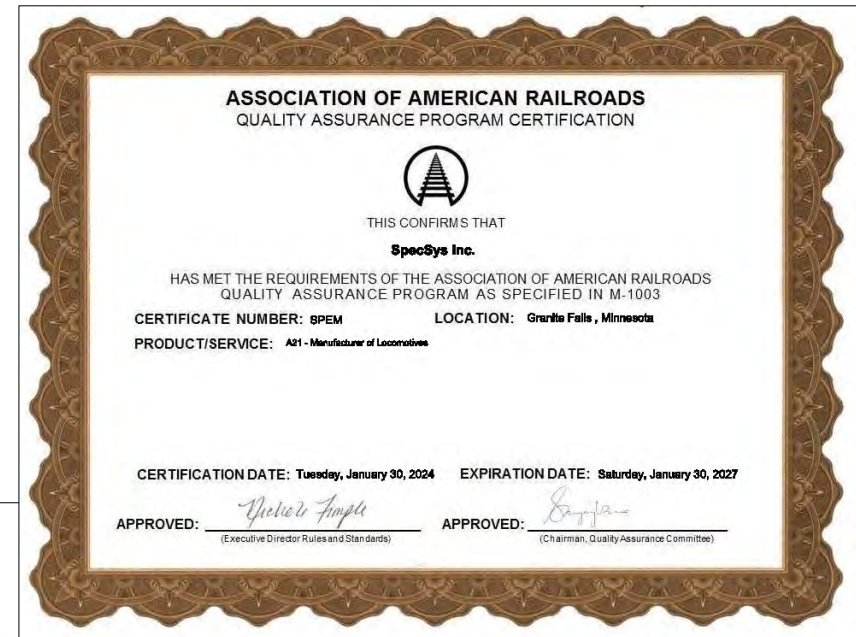 ASSOCIATION OF AMERICAN RAILROADS
QUALITY ASSURANCE PROGRAM CERTIFICATION
THIS CONFIRMS THAT
SpecSys Inc.
HAS MET THE REQUIREMENTS OF THE ASSOCIATION OF AMERICAN RAILROADS
QUALITY ASSURANCE PROGRAM AS SPECIFIED IN M-1003
CERTIFICATE NUMBER: SPEM LOCATION: Granite Falls , Minnesota
PRODUCT/SERVICE: A21 - Manufacturer of Locomotives
CERTIFICATION DATE: Tuesday, January 30, 2024 EXPIRATION DATE: Saturday, January 30, 2027
APPROVED: APPROVED:
(Executive Director Rules and Standards) (Chairman, Quality Assurance Committee)